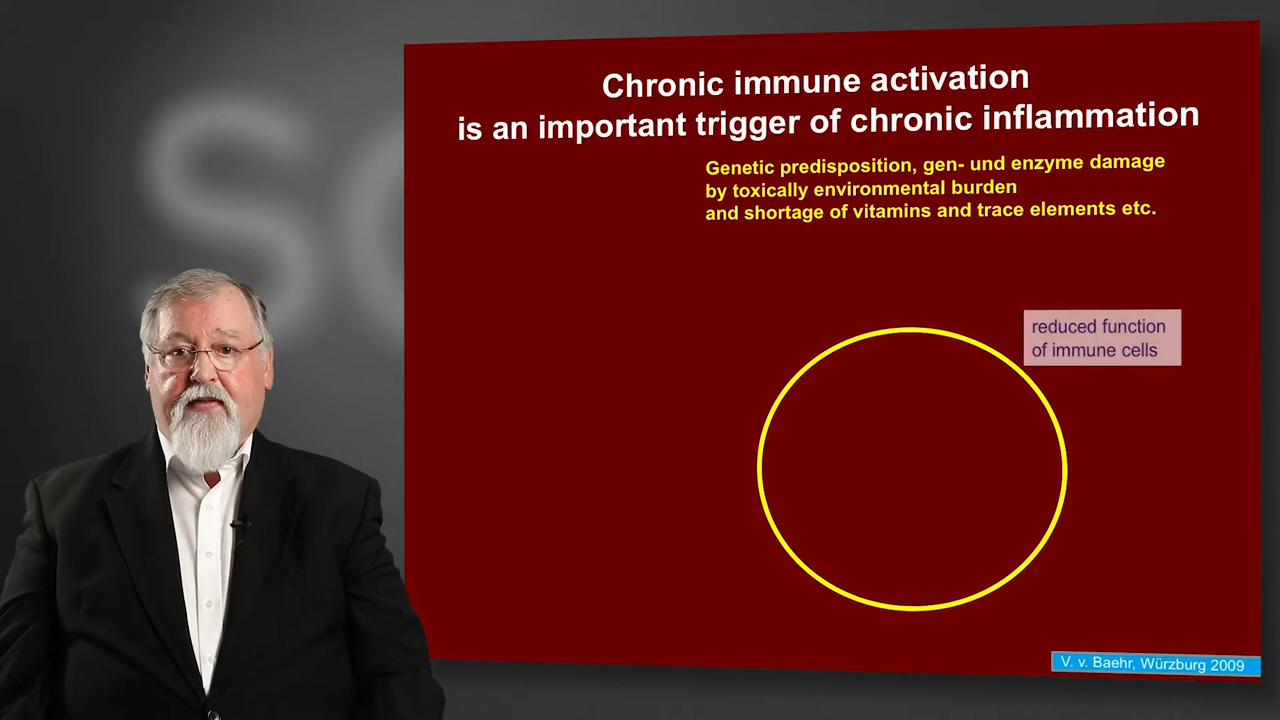 Chronic immune activation
is an important trigger of chronic inflammation
Genetic predisposition, gen- und enzyme damage
by toxically environmental burden
and shortage of vitamins and trace elements etc.
reduced function
of immune cells
V. v. Baehr, Würzburg 2009